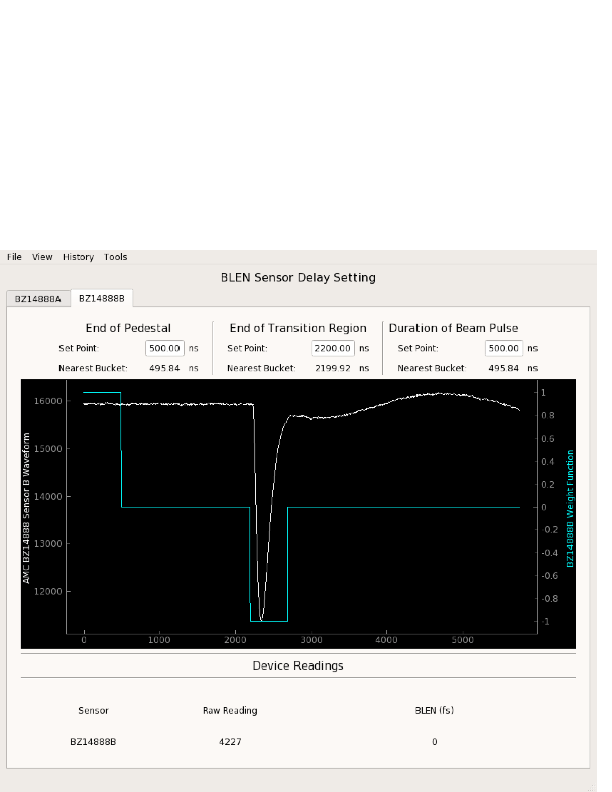 File View History Tools
BLEN Sensor Delay Setting
BZ14888A BZ14888B
End of Pedestal End of Transition Region Duration of Beam Pulse
Set Point: 500.00 ns Set Point: 2200.00 ns Set Point: 500.00 ns
Nearest Bucket: 495.84 ns Nearest Bucket: 2199.92 ns Nearest Bucket: 495.84 ns
AMC BZ14888 Sensor B Waveform
16000
15000
14000
13000
12000
1
0.8
0.6
0.4
0.2
0
-0.2
-0.4
-0.6
-0.8
-1
BZ14888B Weight Function
0 1000 2000 3000 4000 5000
Device Readings
Sensor Raw Reading BLEN (fs)
BZ14888B 4227 0